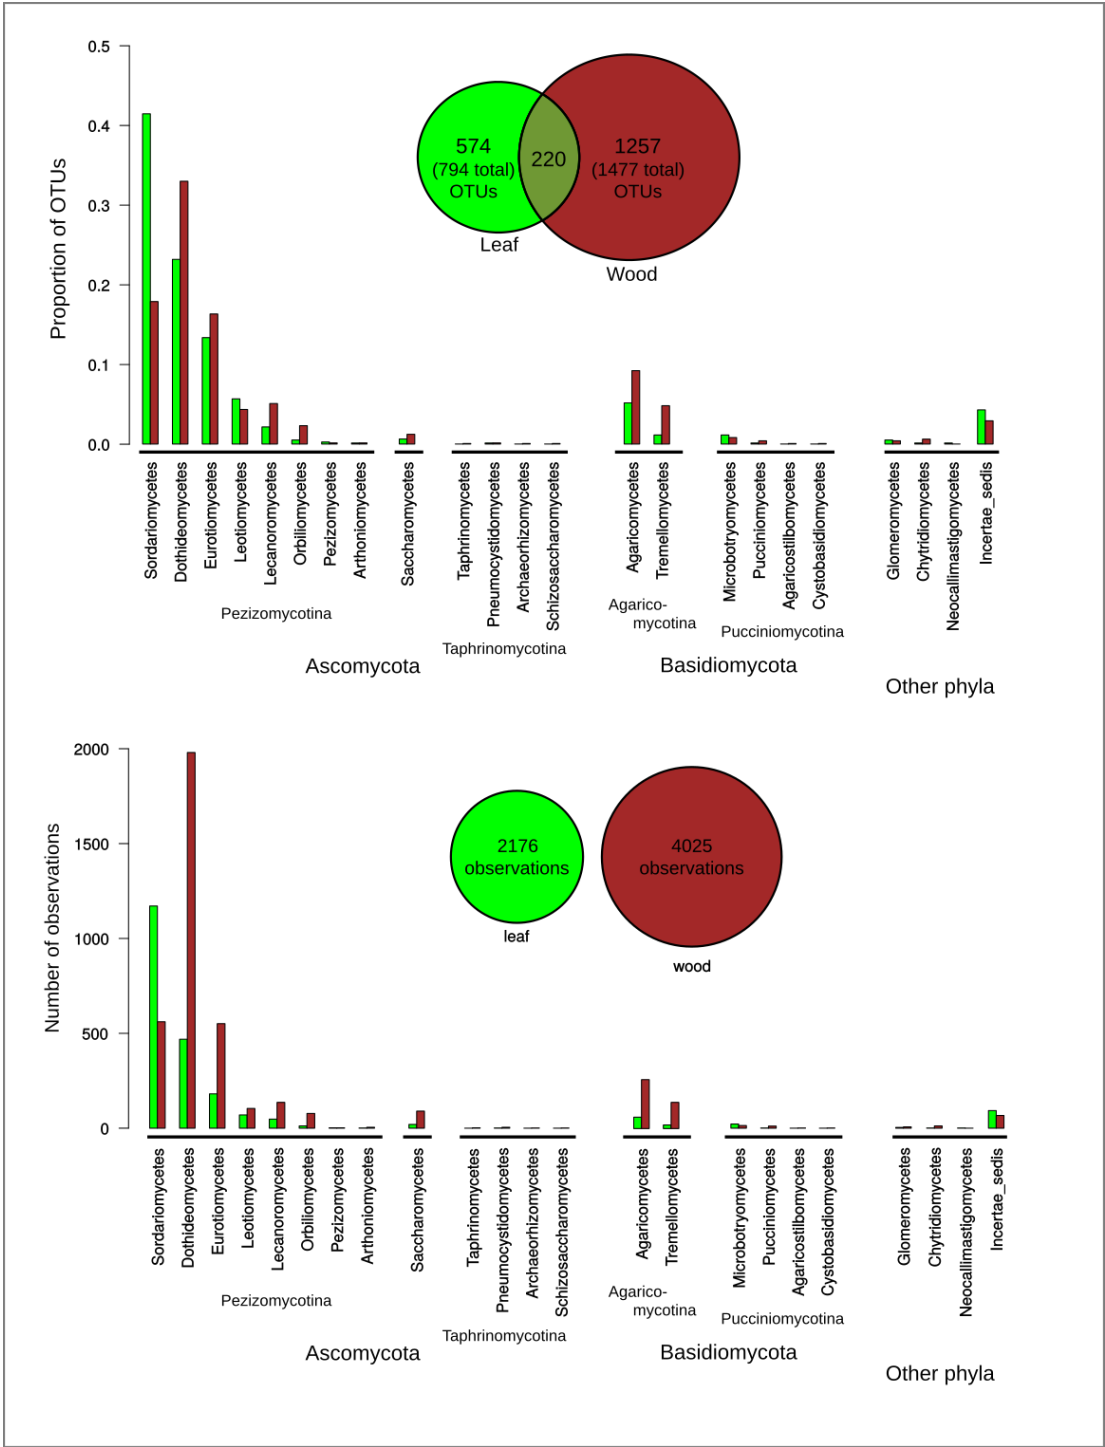 0.5
0.4
0.3
0.2
0.1
0.0
Proportion of OTUs
574
(794 total)
OTUs
220
1257
(1477 total)
OTUs
Leaf
Wood
Sordariomycetes
Dothideomycetes
Eurotiomycetes
Leotiomycetes
Lecanoromycetes
Orbiliomycetes
Pezizomycetes
Arthoniomycetes
Saccharomycetes
Taphrinomycetes
Pneumocystidomycetes
Archaeorhizomycetes
Schizosaccharomycetes
Agaricomycetes
Tremellomycetes
Microbotryomycetes
Pucciniomycetes
Agaricostilbomycetes
Cystobasidiomycetes
Glomeromycetes
Chytridiomycetes
Neocallimastigomycetes
Incertae_sedis
Pezizomycotina
Taphrinomycotina
Agarico-
mycotina
Pucciniomycotina
Ascomycota
Basidiomycota
Other phyla
2000
1500
1000
500
0
Number of observations
2176
observations
4025
observations
leaf
wood
Sordariomycetes
Dothideomycetes
Eurotiomycetes
Leotiomycetes
Lecanoromycetes
Orbiliomycetes
Pezizomycetes
Arthoniomycetes
Saccharomycetes
Taphrinomycetes
Pneumocystidomycetes
Archaeorhizomycetes
Schizosaccharomycetes
Agaricomycetes
Tremellomycetes
Microbotryomycetes
Pucciniomycetes
Agaricostilbomycetes
Cystobasidiomycetes
Glomeromycetes
Chytridiomycetes
Neocallimastigomycetes
Incertae_sedis
Pezizomycotina
Taphrinomycotina
Agarico-
mycotina
Pucciniomycotina
Ascomycota
Basidiomycota
Other phyla